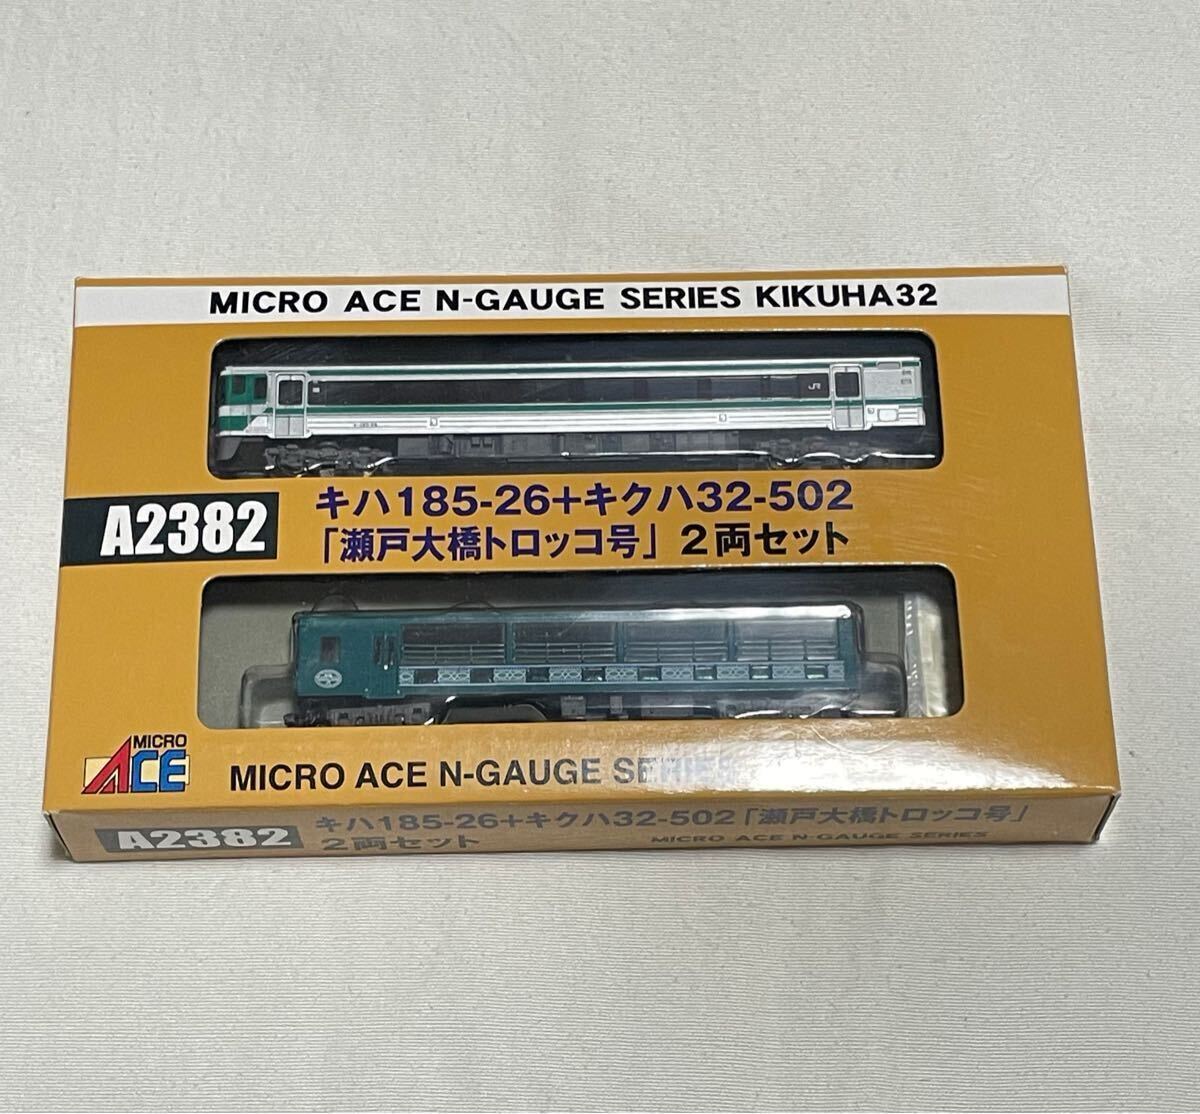 MICRO ACE N-GAUGE SERIES KIKUHA32
JR
A2382
キハ185-26+キクハ32-502
「瀬戸大橋トロッコ号」2両セット
MICRO
ACE
MICRO ACE N-GAUGE SERIES
A2382
キハ185-26+キクハ32-502「瀬戸大橋トロッコ号」
2両セット
MICRO ACE N-GAUGE SERIES